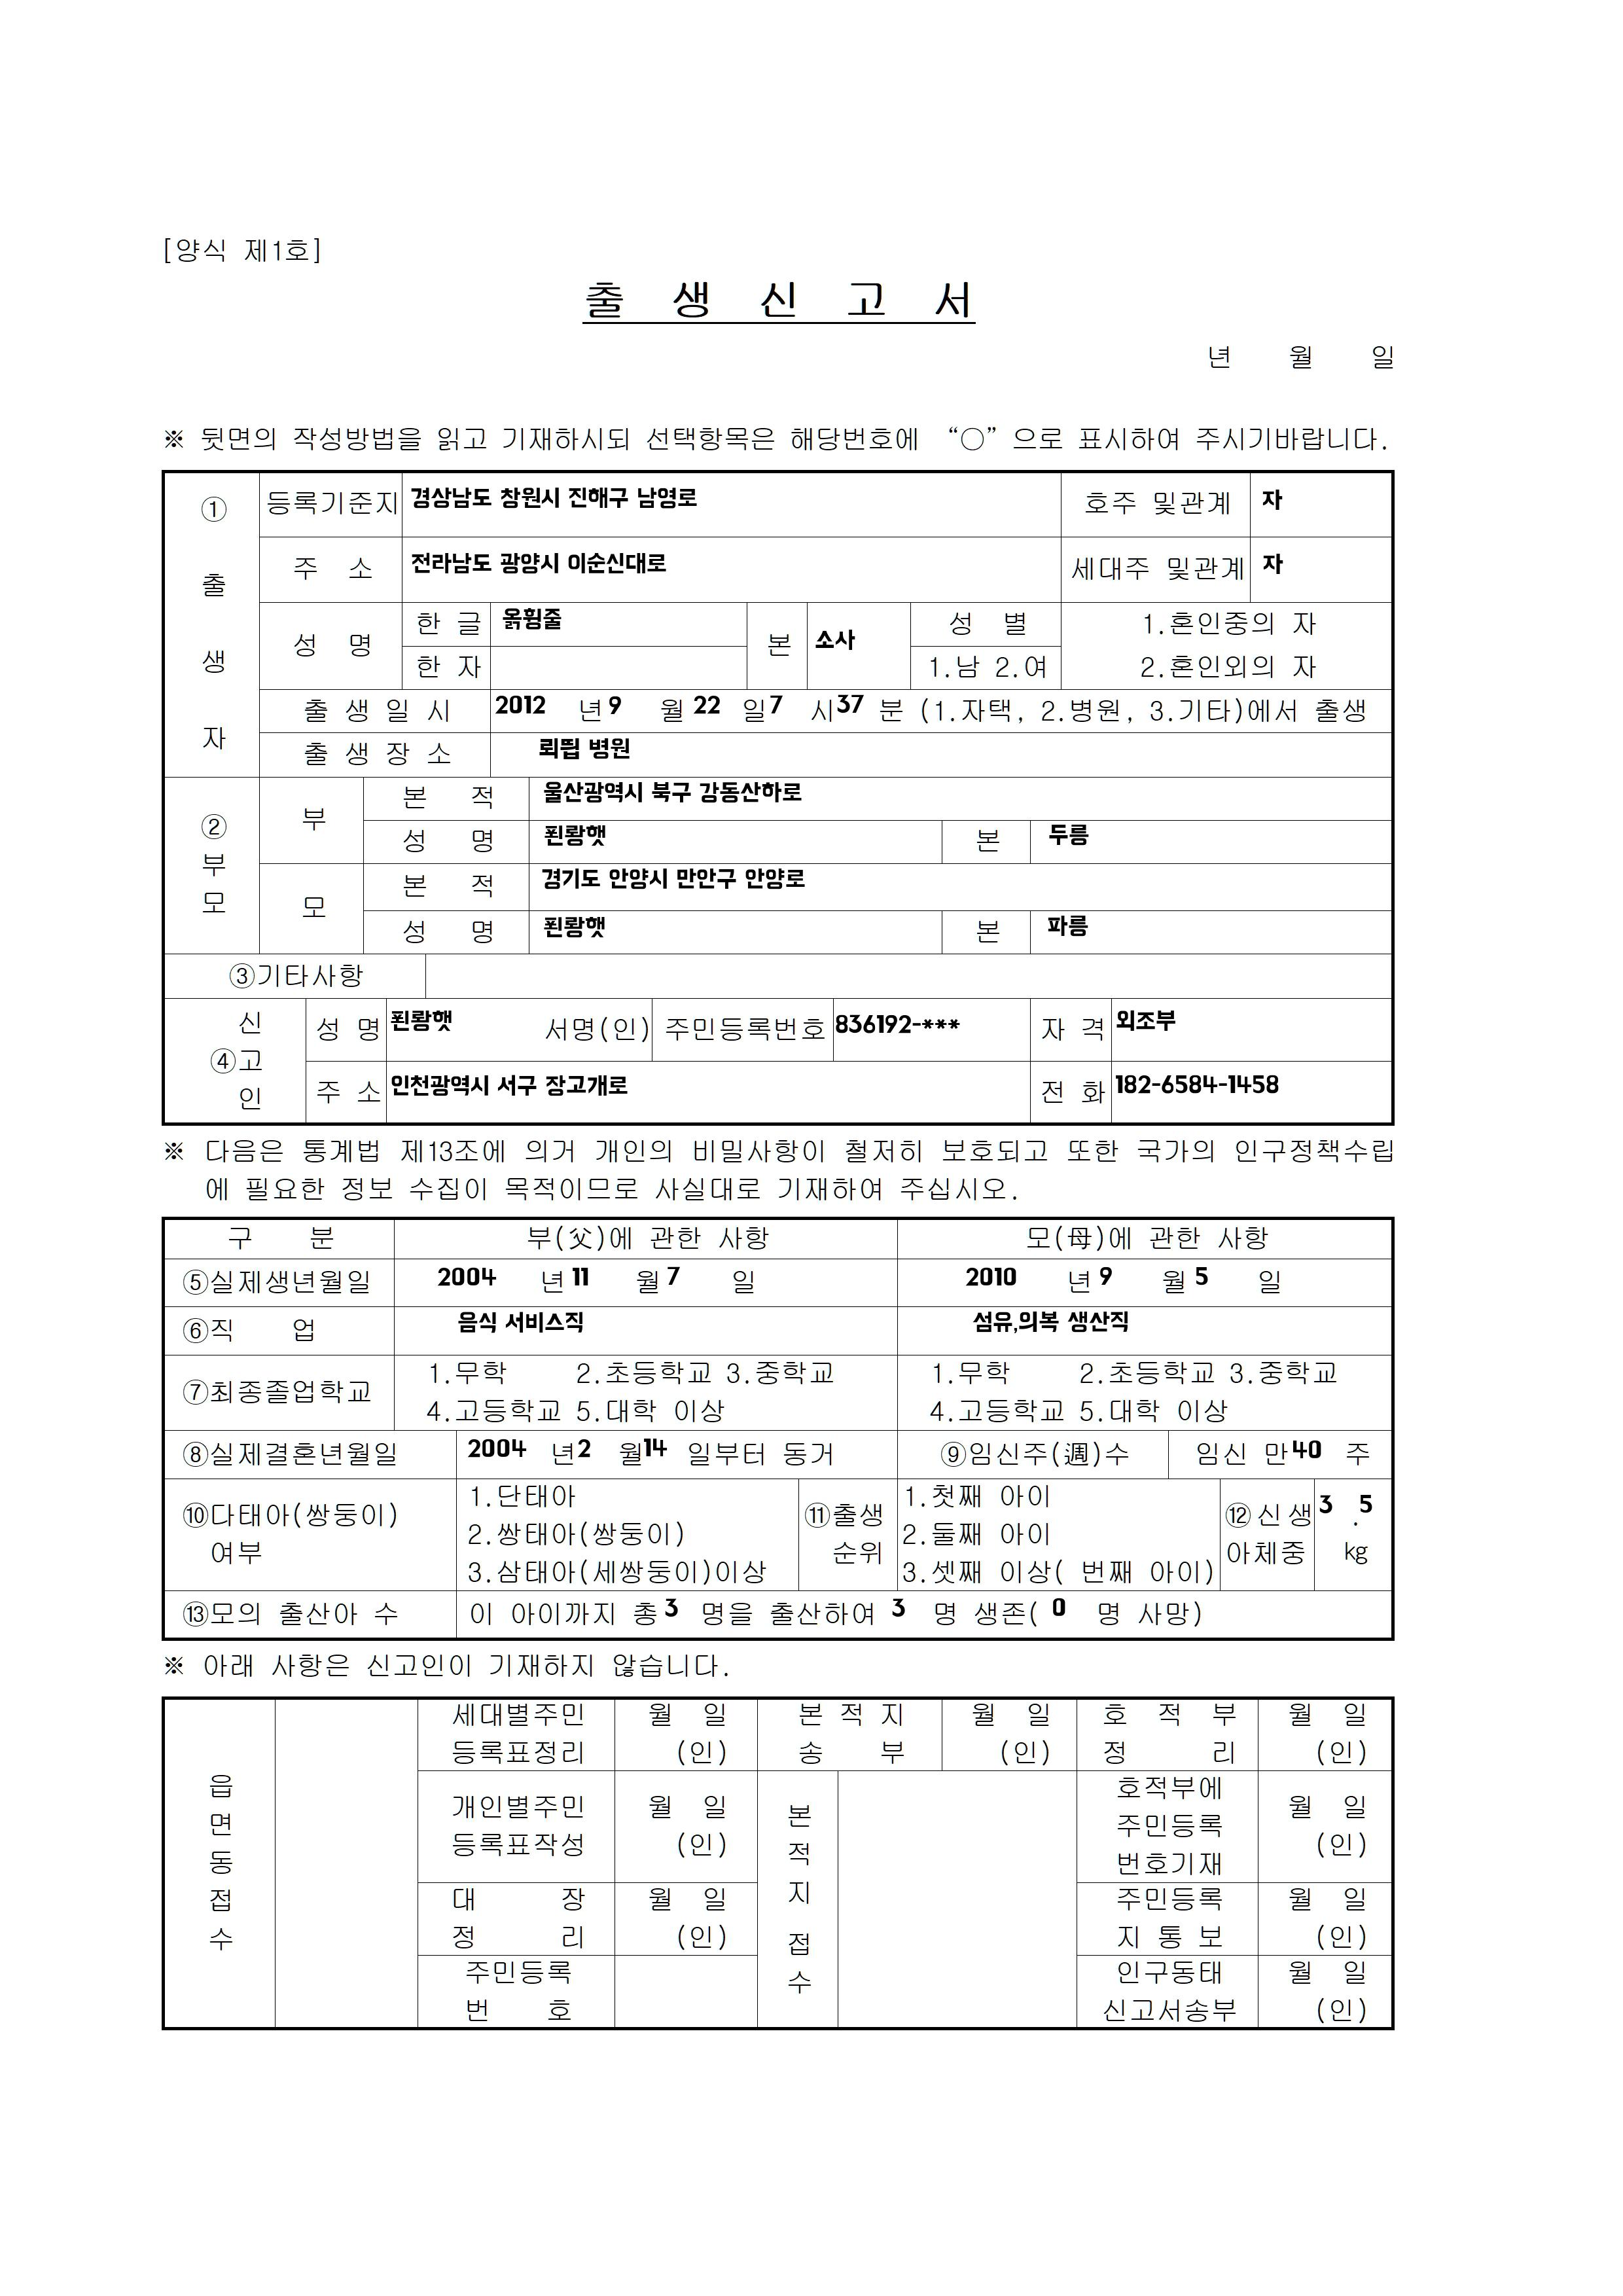 [양식 제1호]
출 생 신 고 서
년 월 일
※ 뒷면의 작성방법을 읽고 기재하시되 선택항목은 해당번호에 “○”으로 표시하여 주시기바랍니다.
① 출 생 자
등록기준지 경상남도 창원시 진해구 남영로 호주 및관계 자
주 소 전라남도 광양시 이순신대로 세대주 및관계 자
성 명 한 글 본 소사 성 별 1.혼인중의 자
한 자 1.남 2.여 2.혼인외의 자
출 생 일 시 2012 년 9 월 22 일 7 시 37 분 (1.자택, 2.병원, 3.기타)에서 출생
출 생 장 소 병원
② 부 모
부 본 적 울산광역시 북구 강동산하로
성 명 본 두릉
모 본 적 경기도 안양시 만안구 안양로
성 명 본 파릉
③기타사항
④ 신 고 인
성 명 서명(인) 주민등록번호 836192-*** 자 격 외조부
주 소 인천광역시 서구 장고개로 전 화 182-6584-1458
※ 다음은 통계법 제13조에 의거 개인의 비밀사항이 철저히 보호되고 또한 국가의 인구정책수립
에 필요한 정보 수집이 목적이므로 사실대로 기재하여 주십시오.
구 분 부(父)에 관한 사항 모(母)에 관한 사항
⑤실제생년월일 2004 년 11 월 7 일 2010 년 9 월 5 일
⑥직 업 음식 서비스직 섬유,의복 생산직
⑦최종졸업학교 1.무학 2.초등학교 3.중학교 1.무학 2.초등학교 3.중학교
4.고등학교 5.대학 이상 4.고등학교 5.대학 이상
⑧실제결혼년월일 2004 년 2 월 14 일부터 동거 ⑨임신주(週)수 임신 만 40 주
⑩다태아(쌍둥이) 여부
1.단태아
2.쌍태아(쌍둥이)
3.삼태아(세쌍둥이)이상
⑪출생 순위
1.첫째 아이
2.둘째 아이
3.셋째 이상( 번째 아이)
⑫신생 아체중
3 .5
kg
⑬모의 출산아 수 이 아이까지 총 3 명을 출산하여 3 명 생존( 0 명 사망)
※ 아래 사항은 신고인이 기재하지 않습니다.
읍 면 동 접 수
세대별주민 월 일 본 적 지 월 일 호 적 부 월 일
등록표정리 (인) 송 부 (인) 정 리 (인)
개인별주민 월 일
등록표작성 (인)
본 적 지 접 수
호적부에
주민등록 월 일
번호기재 (인)
대 장 월 일 주민등록 월 일
정 리 (인) 지 통 보 (인)
주민등록 인구동태 월 일
번 호 신고서송부 (인)